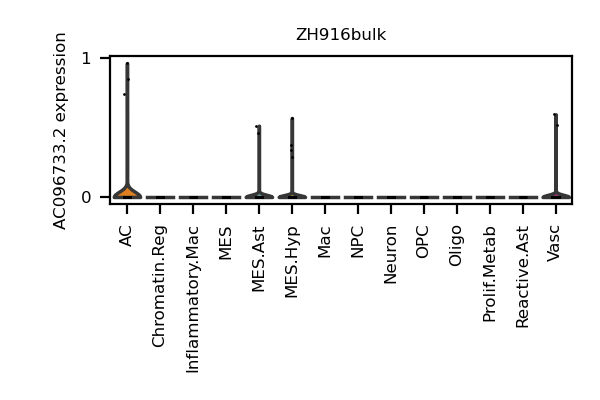 ZH916bulk
AC096733.2 expression
1
0
AC
Chromatin.Reg
Inflammatory.Mac
MES
MES.Ast
MES.Hyp
Mac
NPC
Neuron
OPC
Oligo
Prolif.Metab
Reactive.Ast
Vasc